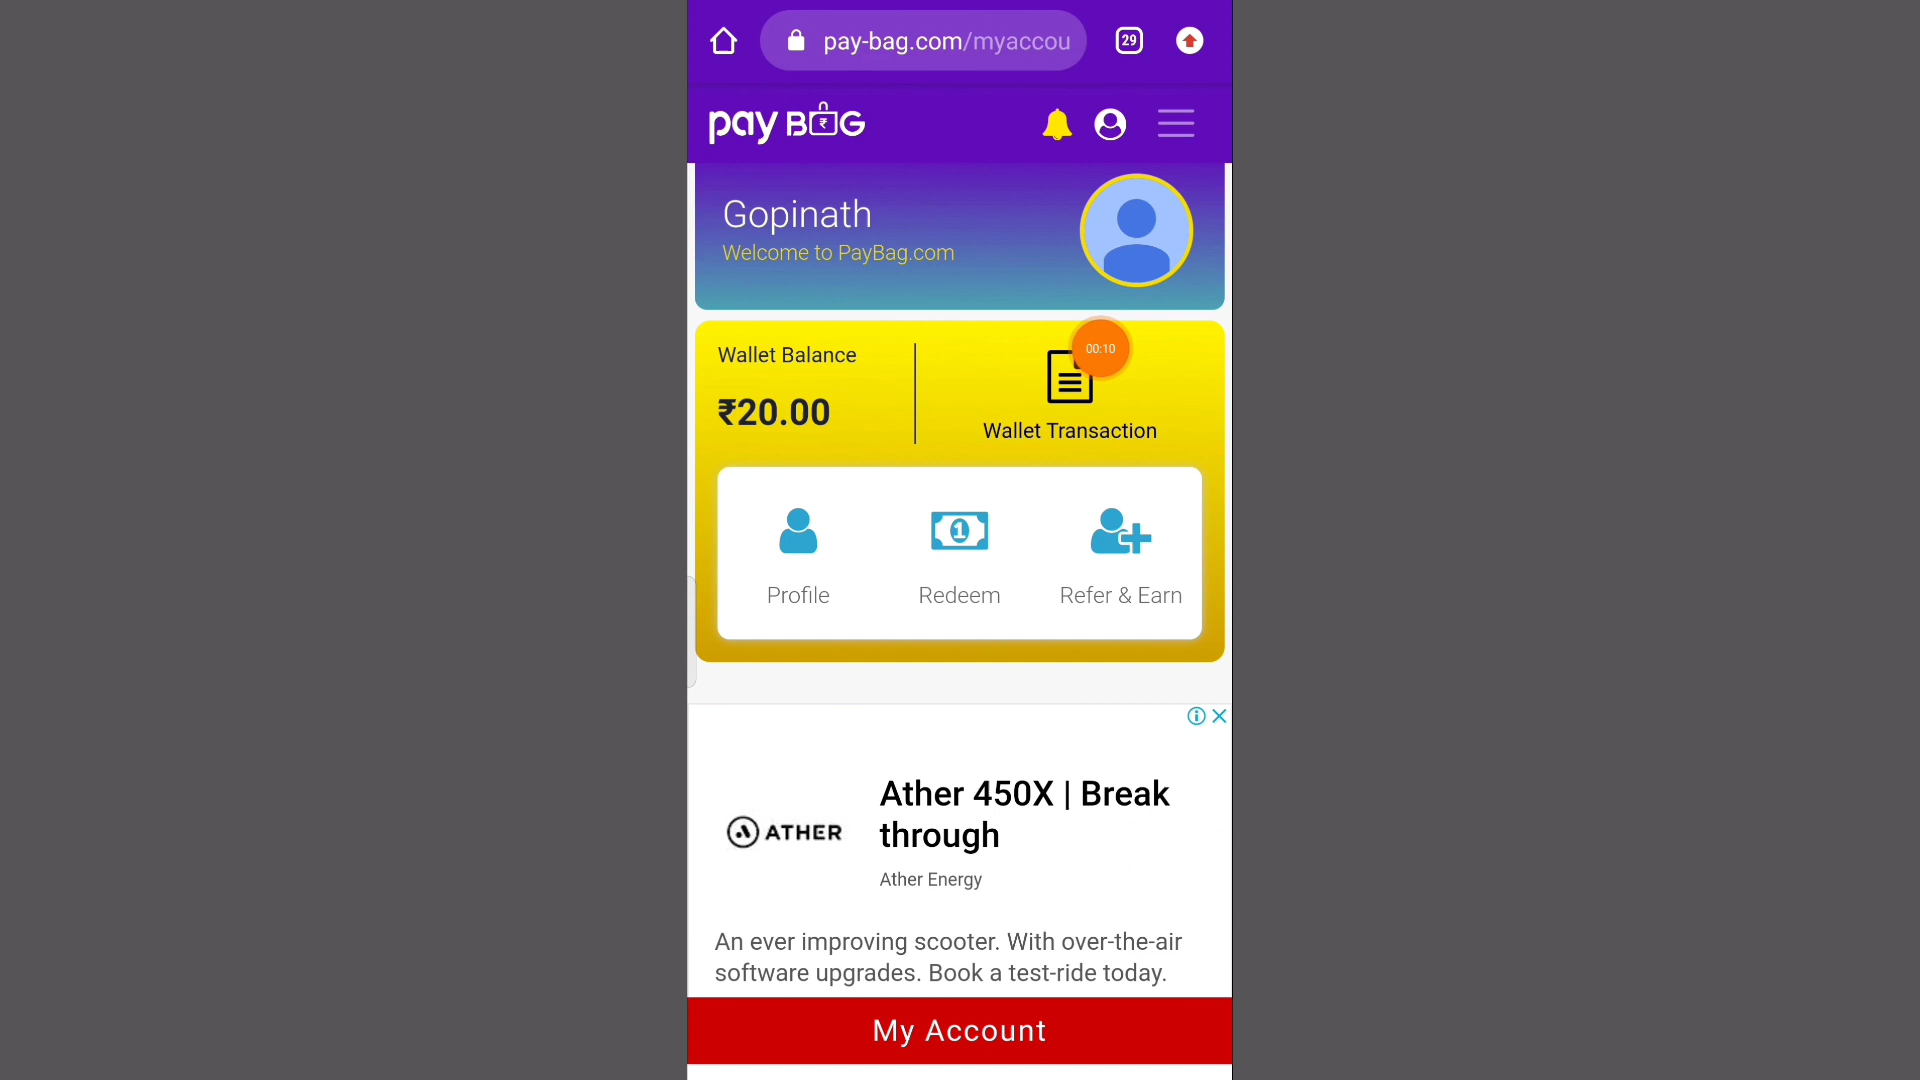 pay-bag.com/myaccou
29
pay BAG
Gopinath
Welcome to PayBag.com
Wallet Balance
₹20.00
00:10
Wallet Transaction
1
Profile
Redeem
Refer & Earn
ATHER
Ather 450X | Break
through
Ather Energy
An ever improving scooter. With over-the-air
software upgrades. Book a test-ride today.
My Account